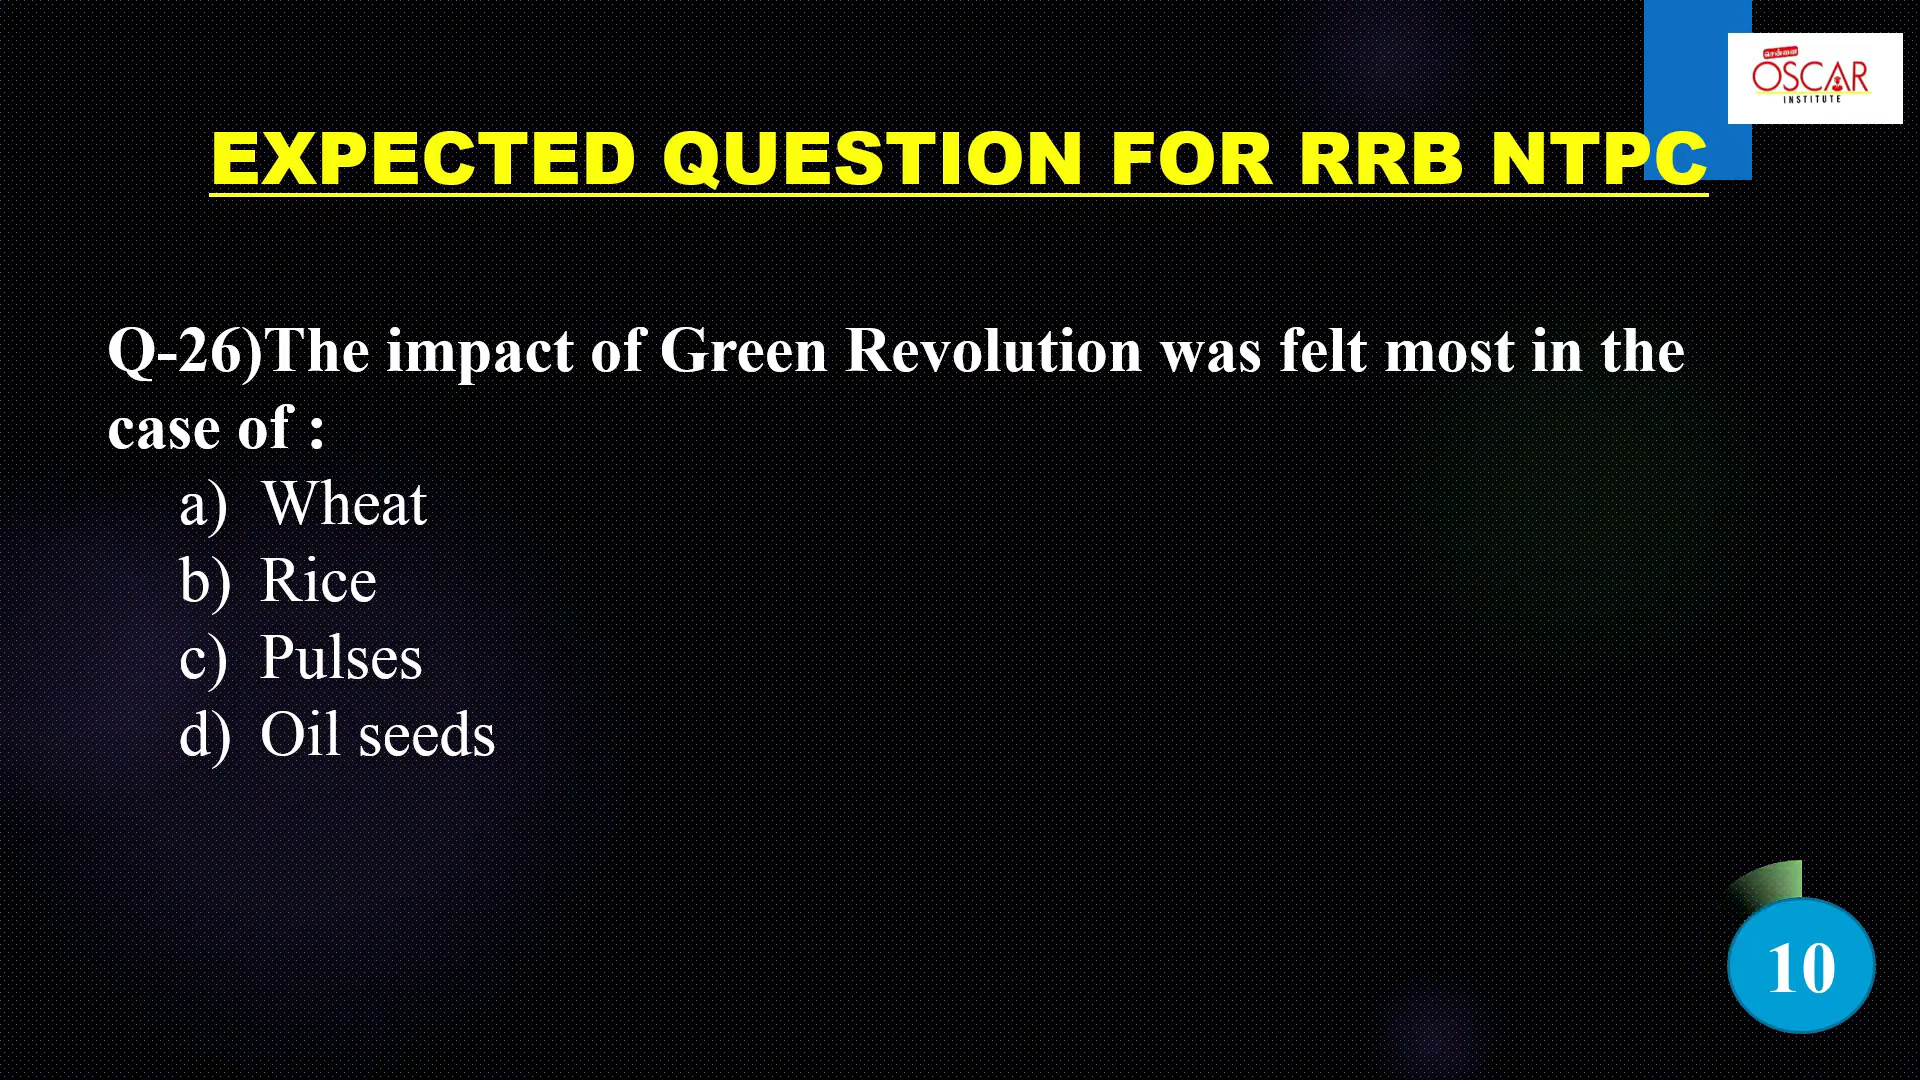 சென்னை
OSCAR
INSTITUTE
EXPECTED QUESTION FOR RRB NTPC
Q-26)The impact of Green Revolution was felt most in the
case of :
a) Wheat
b) Rice
c) Pulses
d) Oil seeds
10